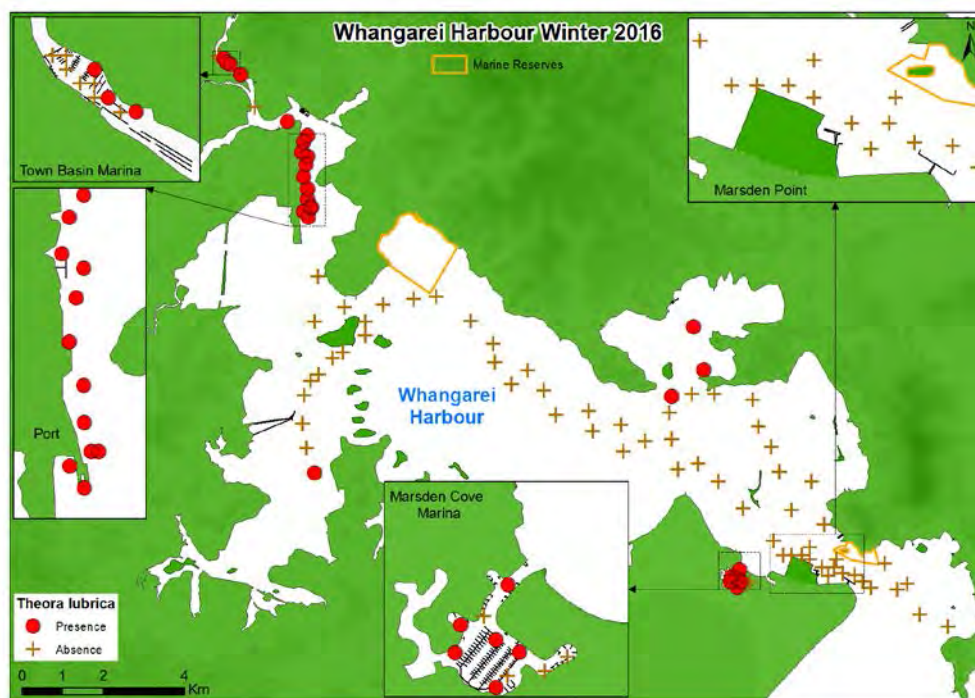 Whangarei Harbour Winter 2016
Marine Reserves
N
Town Basin Marina
Marsden Point
Port
Whangarei
Harbour
Marsden Cove
Marina
Theora lubrica
Presence
Absence
0 1 2 4
Km